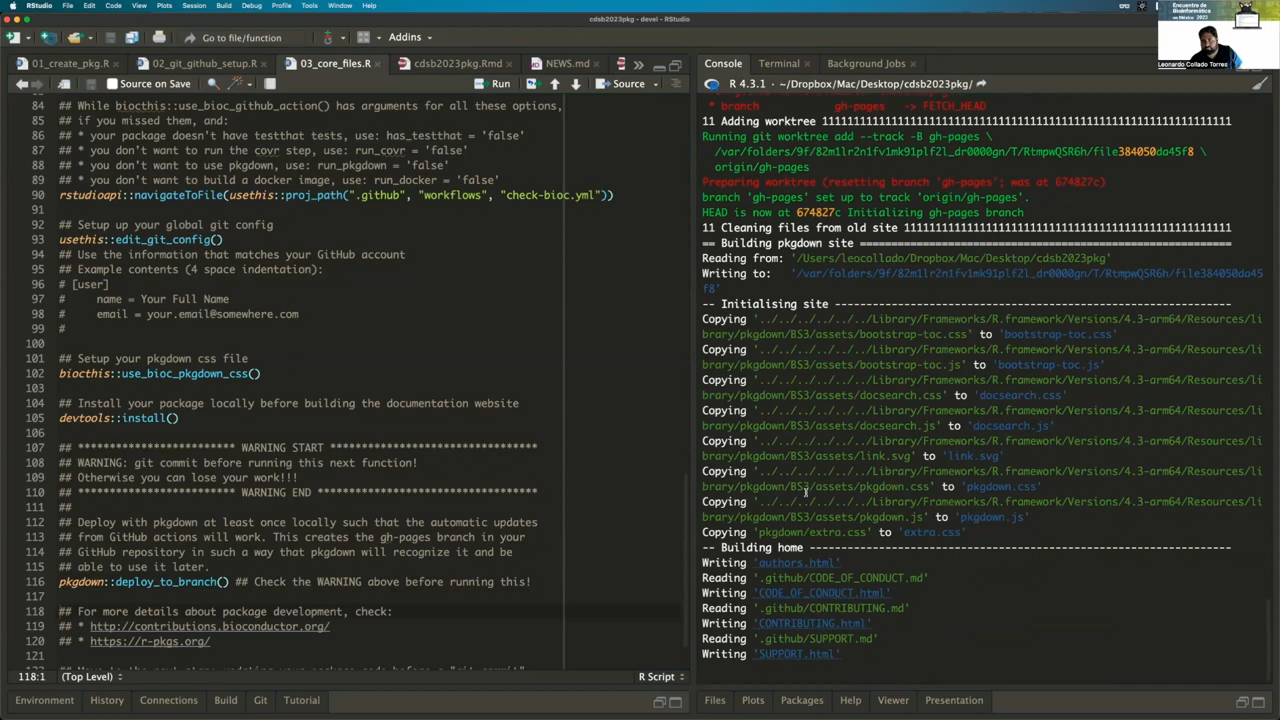 RStudio File Edit Code View Plots Session Build Debug Profile Tools Window Help
cdsb2023pkg - devel - RStudio
Encuentro de
Bioinformática
en México 2023
Leonardo Collado Torres
Go to file/function Addins
01_create_pkg.R 02_git_github_setup.R 03_core_files.R cdsb2023pkg.Rmd NEWS.md
Source on Save Run Source
84 ## While biocthis::use_bioc_github_action() has arguments for all these options,
85 ## if you missed them, and:
86 ## * your package doesn't have testthat tests, use: has_testthat = 'false'
87 ## * you don't want to run the covr step, use: run_covr = 'false'
88 ## * you don't want to use pkgdown, use: run_pkgdown = 'false'
89 ## * you don't want to build a docker image, use: run_docker = 'false'
90 rstudioapi::navigateToFile(usethis::proj_path(".github", "workflows", "check-bioc.yml"))
91
92 ## Setup up your global git config
93 usethis::edit_git_config()
94 ## Use the information that matches your GitHub account
95 ## Example contents (4 space indentation):
96 # [user]
97 #     name = Your Full Name
98 #     email = your.email@somewhere.com
99 #
100
101 ## Setup your pkgdown css file
102 biocthis::use_bioc_pkgdown_css()
103
104 ## Install your package locally before building the documentation website
105 devtools::install()
106
107 ## ************************* WARNING START *********************************
108 ## WARNING: git commit before running this next function!
109 ## Otherwise you can lose your work!!!
110 ## ************************* WARNING END *********************************
111 ##
112 ## Deploy with pkgdown at least once locally such that the automatic updates
113 ## from GitHub actions will work. This creates the gh-pages branch in your
114 ## GitHub repository in such a way that pkgdown will recognize it and be
115 ## able to use it later.
116 pkgdown::deploy_to_branch() ## Check the WARNING above before running this!
117
118 ## For more details about package development, check:
119 ## * http://contributions.bioconductor.org/
120 ## * https://r-pkgs.org/
121
118:1 (Top Level) R Script
Environment History Connections Build Git Tutorial
Console Terminal Background Jobs
R 4.3.1 · ~/Dropbox/Mac/Desktop/cdsb2023pkg/
* branch gh-pages -> FETCH_HEAD
11 Adding worktree 11111111111111111111111111111111111111111111111111111111111111
Running git worktree add --track -B gh-pages \
/var/folders/9f/82m1lr2n1fv1mk91plf2l_dr0000gn/T/RtmpwQSR6h/file384050da45f8 \
origin/gh-pages
Preparing worktree (resetting branch 'gh-pages'; was at 674827c)
branch 'gh-pages' set up to track 'origin/gh-pages'.
HEAD is now at 674827c Initializing gh-pages branch
11 Cleaning files from old site 1111111111111111111111111111111111111111111111111
== Building pkgdown site =======================================================
Reading from: '/Users/leocollado/Dropbox/Mac/Desktop/cdsb2023pkg'
Writing to: '/var/folders/9f/82m1lr2n1fv1mk91plf2l_dr0000gn/T/RtmpwQSR6h/file384050da45
f8'
-- Initialising site -----------------------------------------------------------
Copying '../../../../../../Library/Frameworks/R.framework/Versions/4.3-arm64/Resources/li
brary/pkgdown/BS3/assets/bootstrap-toc.css' to 'bootstrap-toc.css'
Copying '../../../../../../Library/Frameworks/R.framework/Versions/4.3-arm64/Resources/li
brary/pkgdown/BS3/assets/bootstrap-toc.js' to 'bootstrap-toc.js'
Copying '../../../../../../Library/Frameworks/R.framework/Versions/4.3-arm64/Resources/li
brary/pkgdown/BS3/assets/docsearch.css' to 'docsearch.css'
Copying '../../../../../../Library/Frameworks/R.framework/Versions/4.3-arm64/Resources/li
brary/pkgdown/BS3/assets/docsearch.js' to 'docsearch.js'
Copying '../../../../../../Library/Frameworks/R.framework/Versions/4.3-arm64/Resources/li
brary/pkgdown/BS3/assets/link.svg' to 'link.svg'
Copying '../../../../../../Library/Frameworks/R.framework/Versions/4.3-arm64/Resources/li
brary/pkgdown/BS3/assets/pkgdown.css' to 'pkgdown.css'
Copying '../../../../../../Library/Frameworks/R.framework/Versions/4.3-arm64/Resources/li
brary/pkgdown/BS3/assets/pkgdown.js' to 'pkgdown.js'
Copying 'pkgdown/extra.css' to 'extra.css'
-- Building home ---------------------------------------------------------------
Writing 'authors.html'
Reading '.github/CODE_OF_CONDUCT.md'
Writing 'CODE_OF_CONDUCT.html'
Reading '.github/CONTRIBUTING.md'
Writing 'CONTRIBUTING.html'
Reading '.github/SUPPORT.md'
Writing 'SUPPORT.html'
Files Plots Packages Help Viewer Presentation